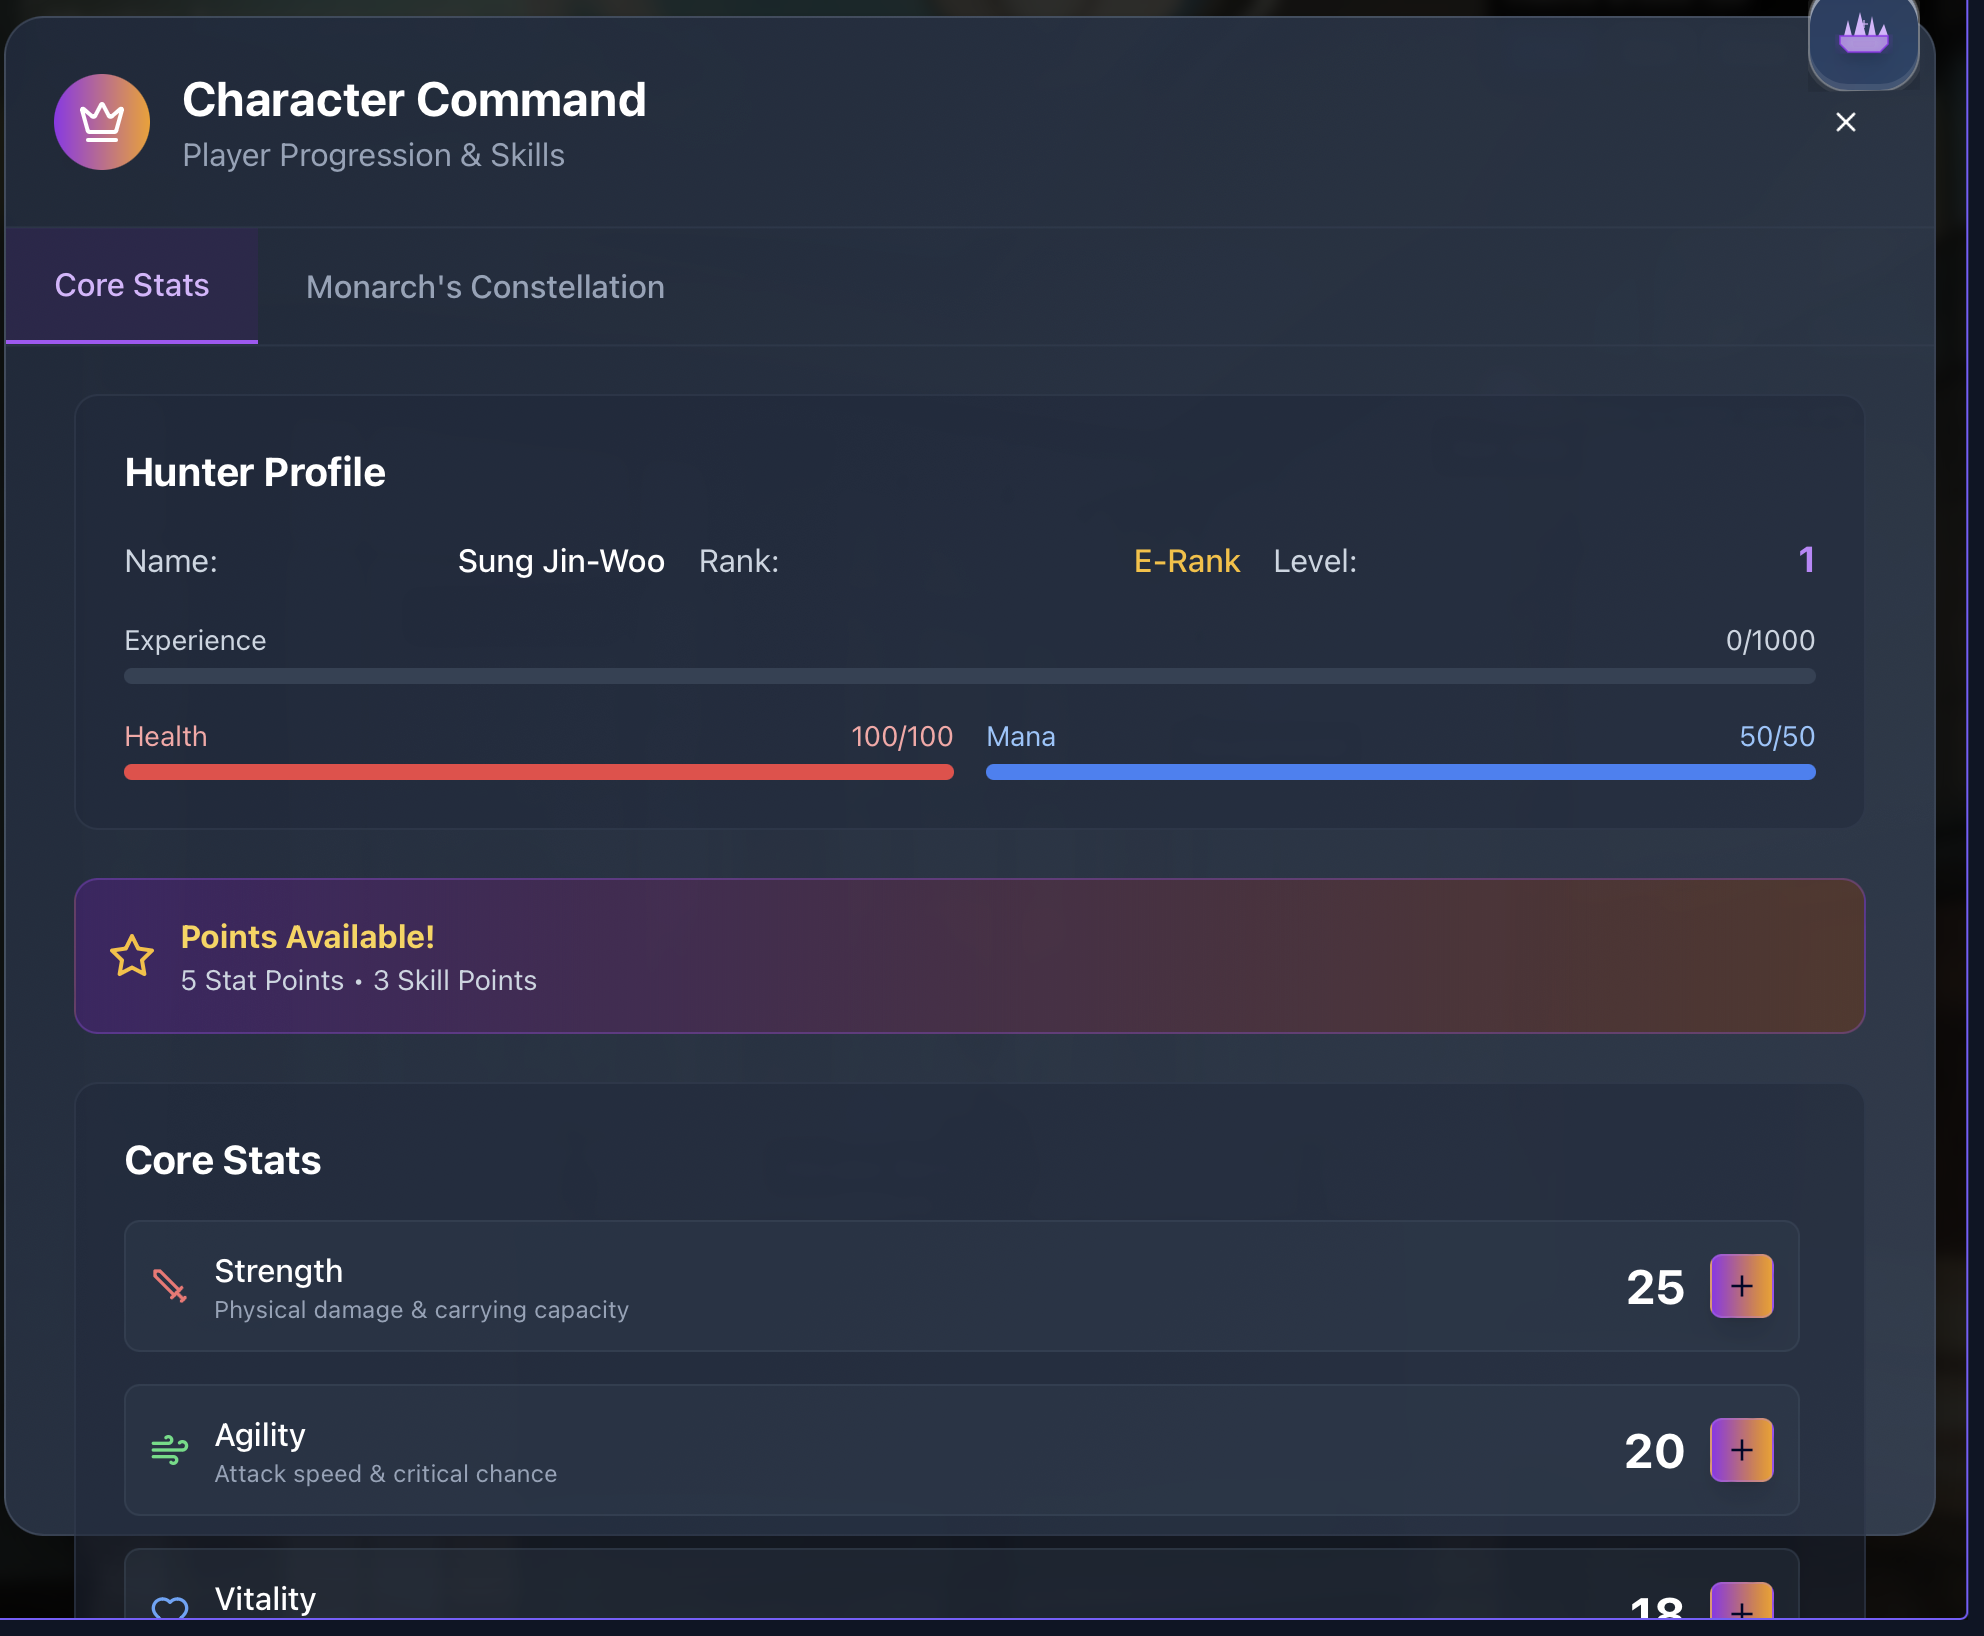 Character Command
Player Progression & Skills
Core Stats
Monarch's Constellation
Hunter Profile
Name: Sung Jin-Woo Rank: E-Rank Level: 1
Experience 0/1000
Health 100/100 Mana 50/50
Points Available!
5 Stat Points • 3 Skill Points
Core Stats
Strength
Physical damage & carrying capacity
25
Agility
Attack speed & critical chance
20
Vitality
18